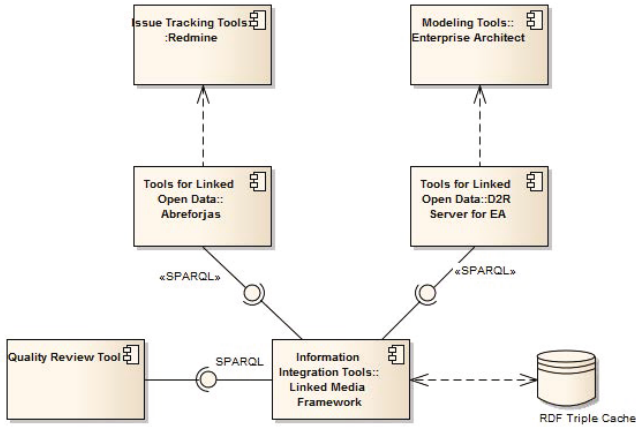 Issue Tracking Tools:
:Redmine
Modeling Tools::
Enterprise Architect
Tools for Linked
Open Data::
Abreforjas
Tools for Linked
Open Data::D2R
Server for EA
«SPARQL»
«SPARQL»
Quality Review Tool
SPARQL
Information
Integration Tools::
Linked Media
Framework
RDF Triple Cache